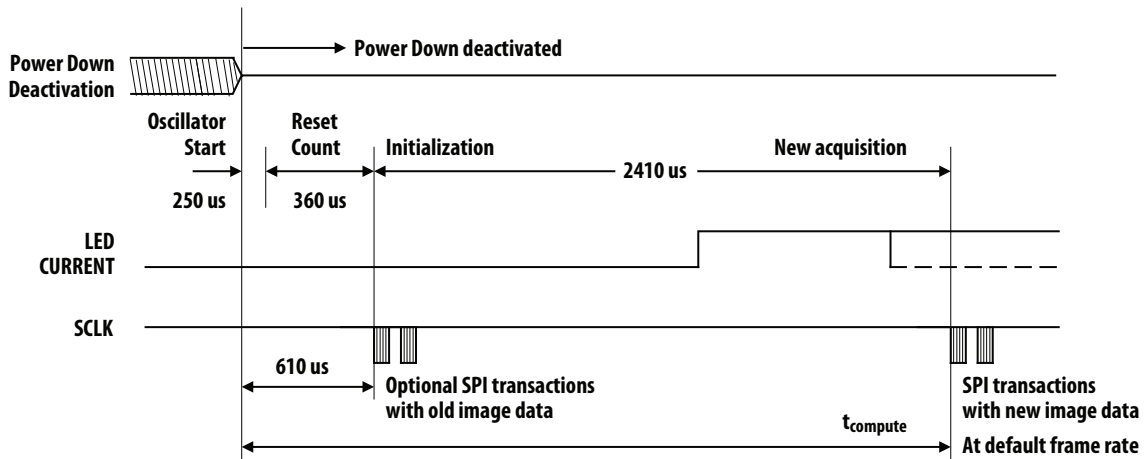 Power Down deactivated
Power Down
Deactivation
Oscillator
Start
Reset
Count
Initialization
New acquisition
2410 us
250 us
360 us
LED
CURRENT
SCLK
610 us
Optional SPI transactions
with old image data
SPI transactions
with new image data
tcompute
At default frame rate